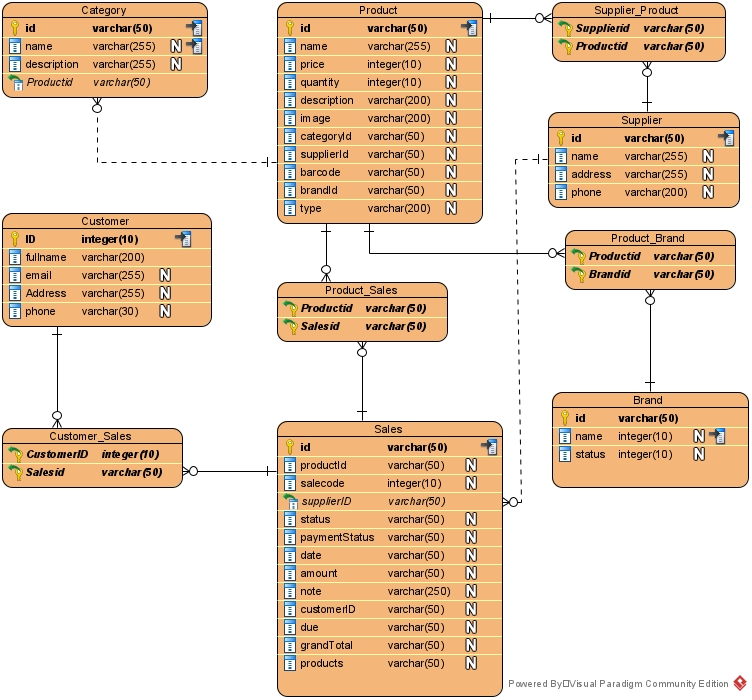 Category
id varchar(50)
name varchar(255) N
description varchar(255) N
Productid varchar(50)
Product
id varchar(50)
name varchar(255) N
price integer(10) N
quantity integer(10) N
description varchar(200) N
image varchar(200) N
categoryId varchar(50) N
supplierId varchar(50) N
barcode varchar(50) N
brandId varchar(50) N
type varchar(200) N
Supplier_Product
Supplierid varchar(50)
Productid varchar(50)
Supplier
id varchar(50)
name varchar(255) N
address varchar(255) N
phone varchar(200) N
Customer
ID integer(10)
fullname varchar(200)
email varchar(255) N
Address varchar(255) N
phone varchar(30) N
Product_Brand
Productid varchar(50)
Brandid varchar(50)
Product_Sales
Productid varchar(50)
Salesid varchar(50)
Brand
id varchar(50)
name integer(10) N
status integer(10) N
Customer_Sales
CustomerID integer(10)
Salesid varchar(50)
Sales
id varchar(50)
productId varchar(50) N
salecode integer(10) N
supplierID varchar(50)
status varchar(50) N
paymentStatus varchar(50) N
date varchar(50) N
amount varchar(50) N
note varchar(250) N
customerID varchar(50) N
due varchar(50) N
grandTotal varchar(50) N
products varchar(50) N
Powered By Visual Paradigm Community Edition